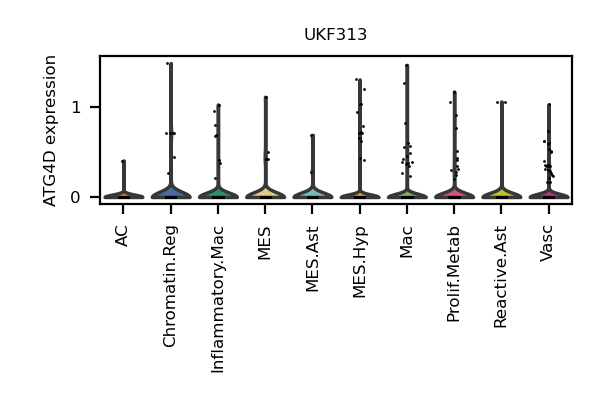 UKF313
ATG4D expression
1
0
AC
Chromatin.Reg
Inflammatory.Mac
MES
MES.Ast
MES.Hyp
Mac
Prolif.Metab
Reactive.Ast
Vasc